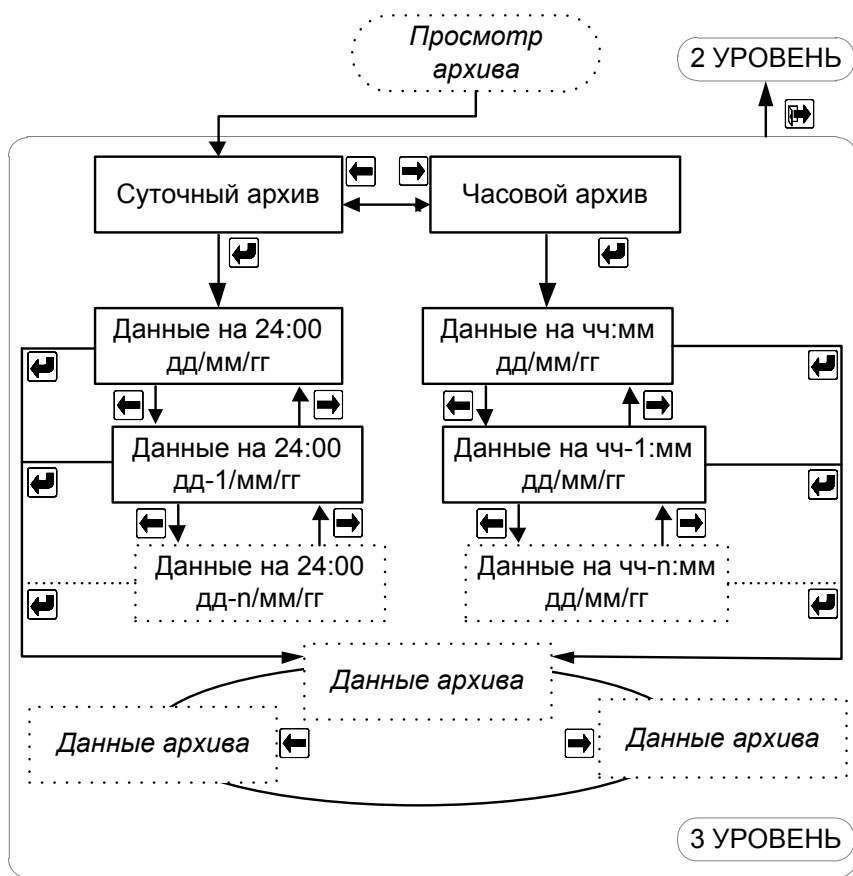 Просмотр
архива
2 УРОВЕНЬ
Суточный архив
Часовой архив
Данные на 24:00
дд/мм/гг
Данные на чч:мм
дд/мм/гг
Данные на 24:00
дд-1/мм/гг
Данные на чч-1:мм
дд/мм/гг
Данные на 24:00
дд-n/мм/гг
Данные на чч-n:мм
дд/мм/гг
Данные архива
Данные архива
Данные архива
3 УРОВЕНЬ